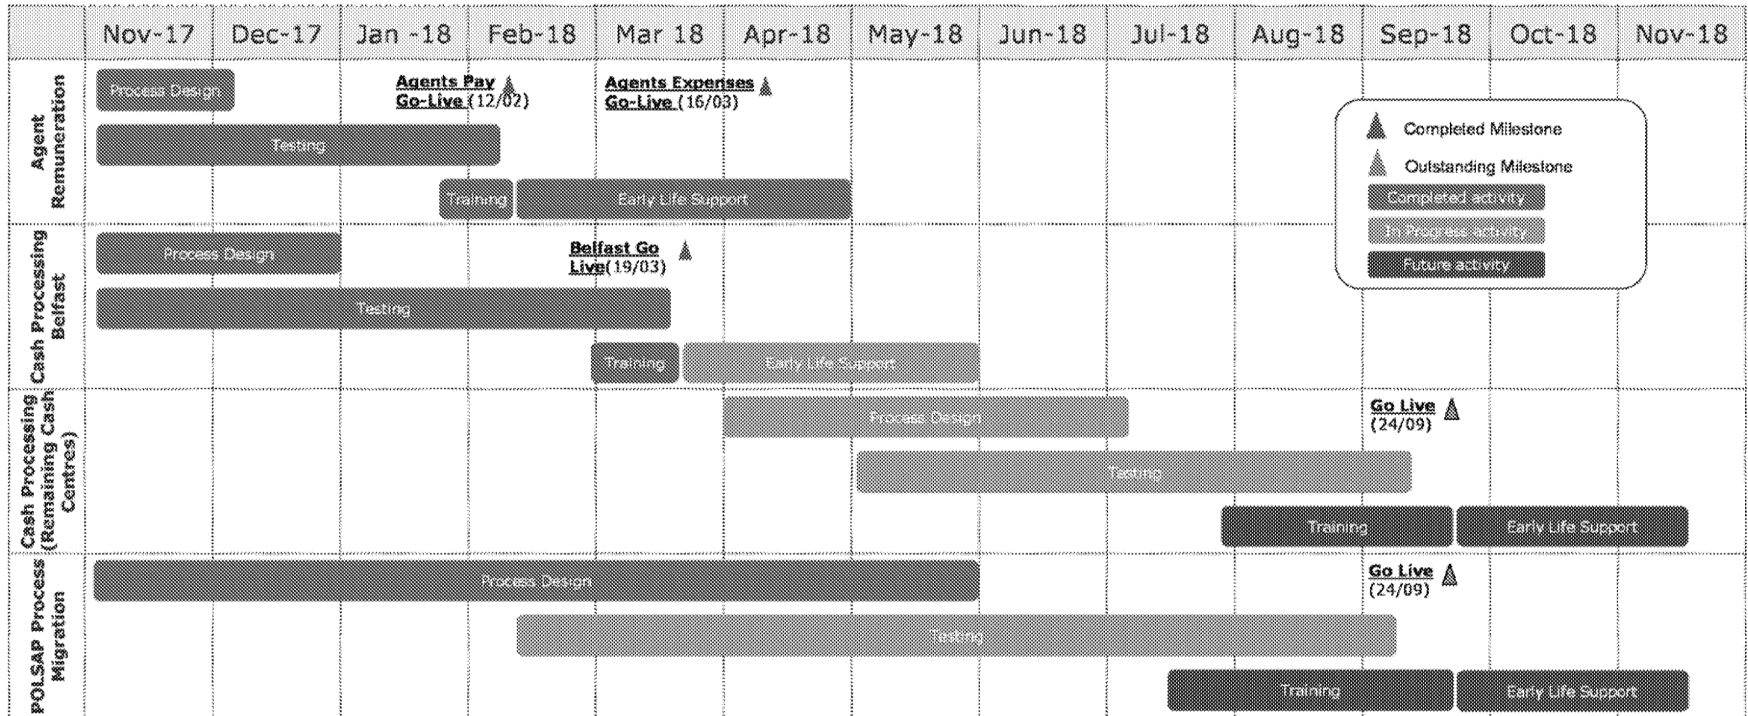 Nov-17 Dec-17 Jan -18 Feb-18 Mar 18 Apr-18 May-18 Jun-18 Jul-18 Aug-18 Sep-18 Oct-18 Nov-18
Agent
Remuneration
Process Design
Agents Pay
Go-Live (12/02)
Agents Expenses
Go-Live (16/03)
Testing
Training
Early Life Support
Completed Milestone
Outstanding Milestone
Completed activity
In Progress activity
Future activity
Cash Processing
Belfast
Process Design
Belfast Go
Live(19/03)
Testing
Training
Early Life Support
Cash Processing
(Remaining Cash
Centres)
Process Design
Go Live
(24/09)
Testing
Training
Early Life Support
POLSAP Process
Migration
Process Design
Go Live
(24/09)
Testing
Training
Early Life Support